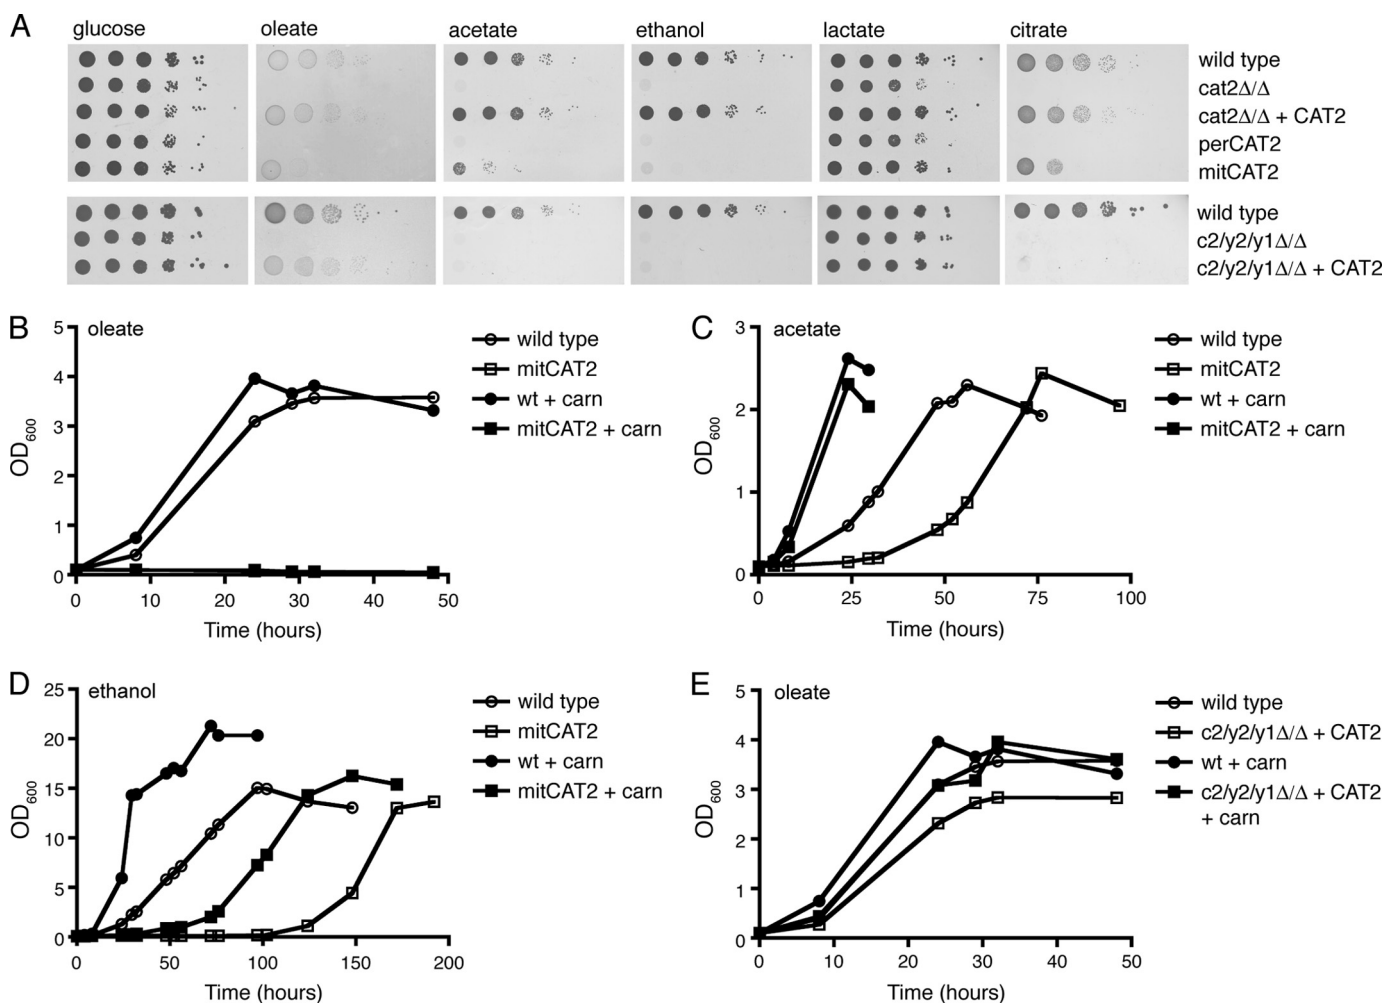 A
glucose oleate acetate ethanol lactate citrate
wild type
cat2Δ/Δ
cat2Δ/Δ + CAT2
perCAT2
mitCAT2
wild type
c2/y2/y1Δ/Δ
c2/y2/y1Δ/Δ + CAT2
B
oleate
5
4
3
2
1
0
OD600
0 10 20 30 40 50
Time (hours)
wild type
mitCAT2
wt + carn
mitCAT2 + carn
C
acetate
3
2
1
0
OD600
0 25 50 75 100
Time (hours)
wild type
mitCAT2
wt + carn
mitCAT2 + carn
D
ethanol
25
20
15
10
5
0
OD600
0 50 100 150 200
Time (hours)
wild type
mitCAT2
wt + carn
mitCAT2 + carn
E
oleate
5
4
3
2
1
0
OD600
0 10 20 30 40 50
Time (hours)
wild type
c2/y2/y1Δ/Δ + CAT2
wt + carn
c2/y2/y1Δ/Δ + CAT2
+ carn